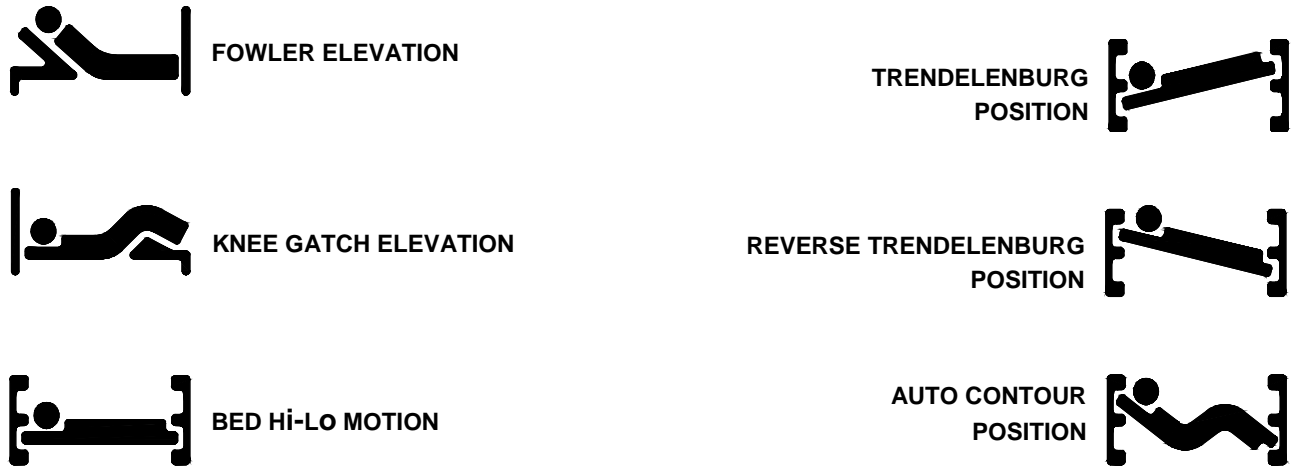 FOWLER ELEVATION
TRENDELENBURG
POSITION
KNEE GATCH ELEVATION
REVERSE TRENDELENBURG
POSITION
BED Hi-Lo MOTION
AUTO CONTOUR
POSITION